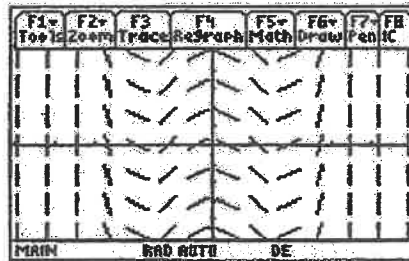 F1▾ F2▾ F3 F4 F5▾ F6▾ F7▾ F8
Tools Zoom Trace ReGraph Math Draw Pen IC
MAIN RAD AUTO DE